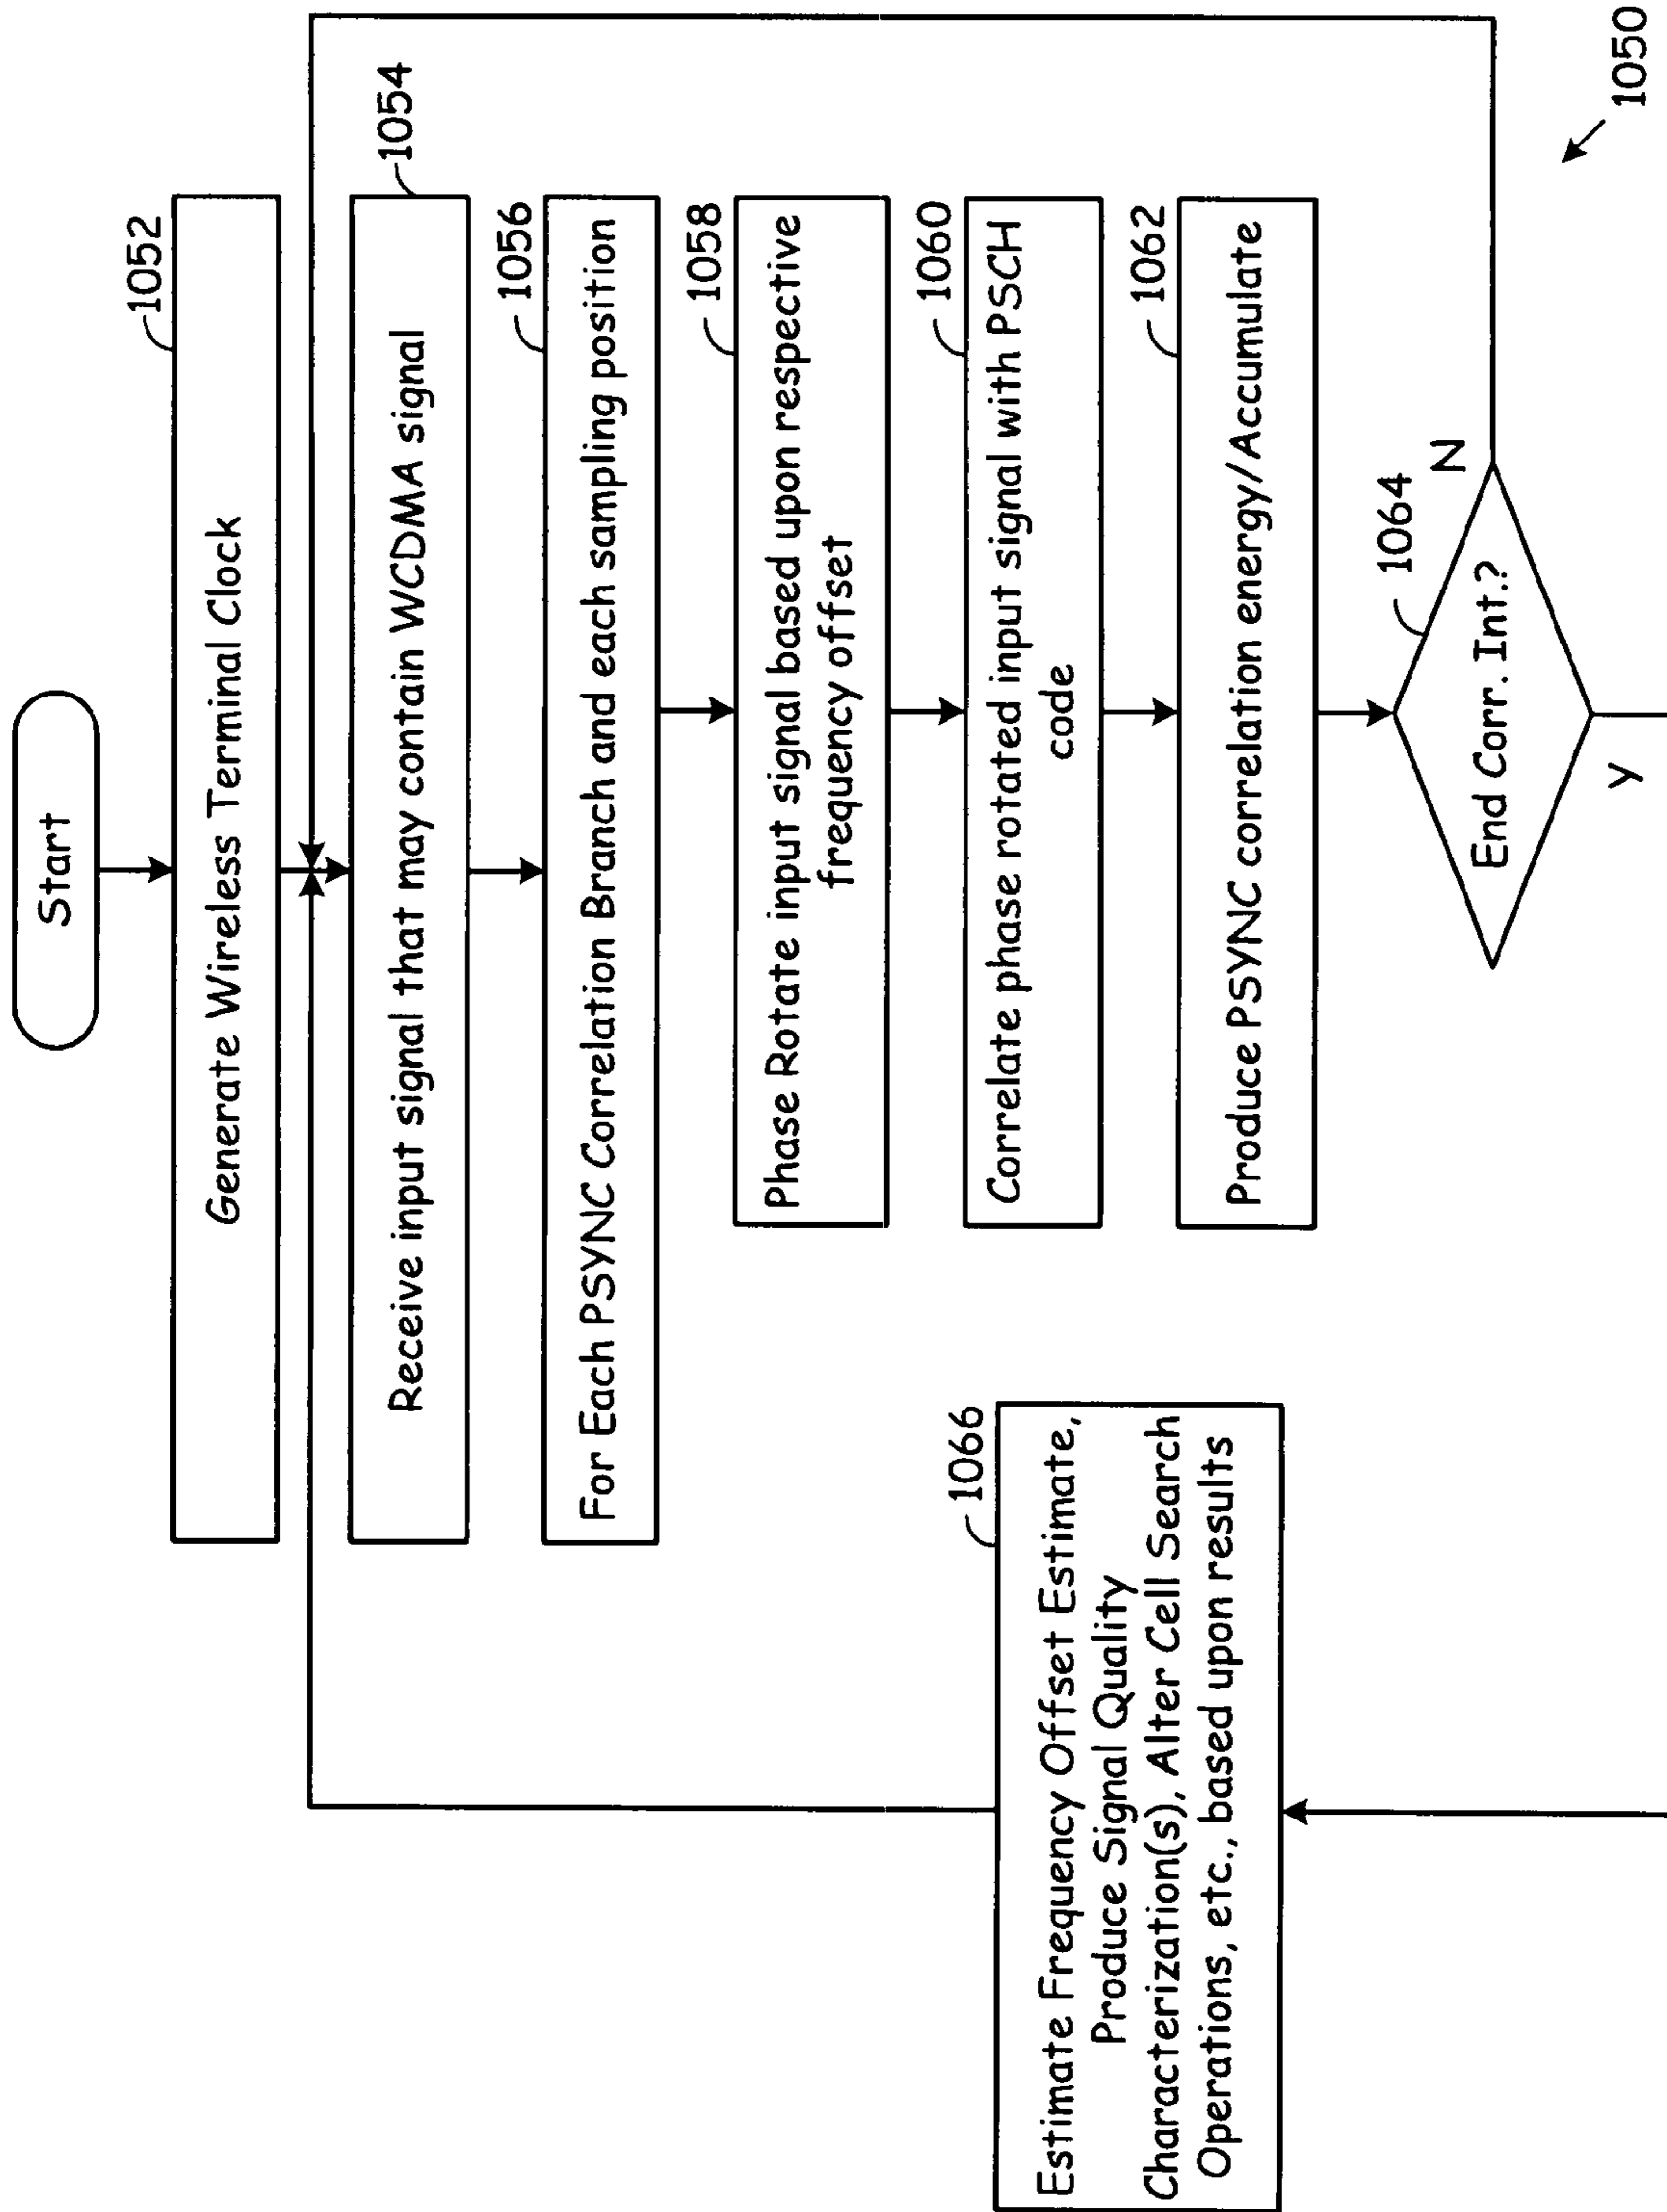 Start
1052
Generate Wireless Terminal Clock
1054
Receive input signal that may contain WCDMA signal
1056
For Each PSYNC Correlation Branch and each sampling position
1058
Phase Rotate input signal based upon respective
frequency offset
1060
Correlate phase rotated input signal with PSCH
code
1062
Produce PSYNC correlation energy/Accumulate
1064
End Corr. Int.?
N
Y
1066
Estimate Frequency Offset Estimate,
Produce Signal Quality
Characterization(s), Alter Cell Search
Operations, etc., based upon results
1050